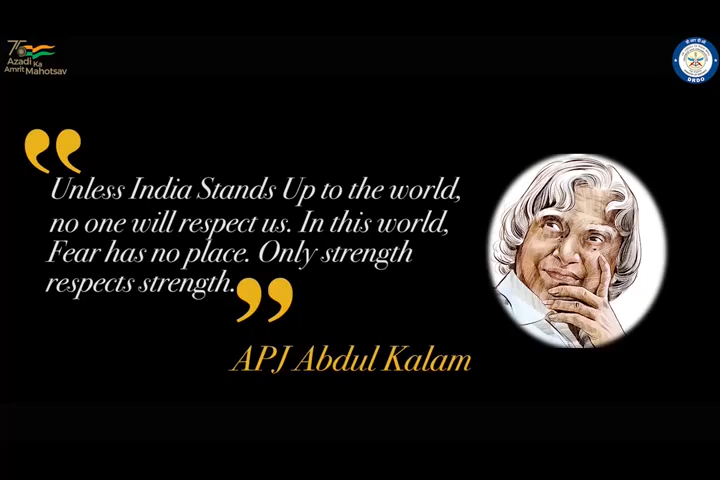 75
Azadi
Ka
Amrit Mahotsav
DRDO
“
Unless India Stands Up to the world,
no one will respect us. In this world,
Fear has no place. Only strength
respects strength.
”
APJ Abdul Kalam